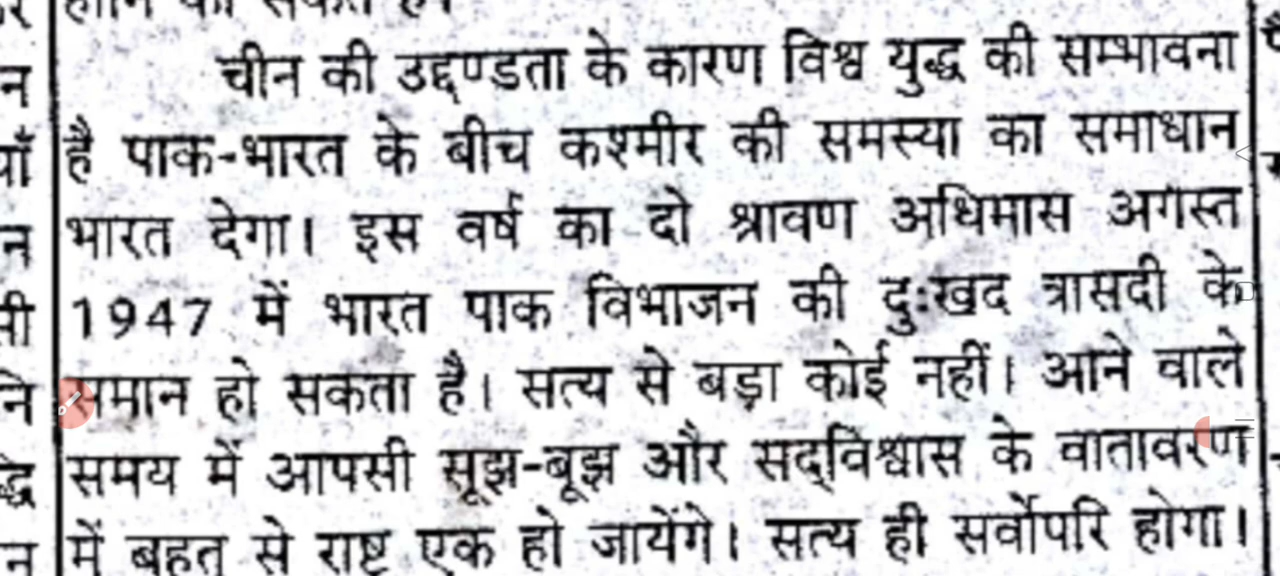 चीन की उद्दण्डता के कारण विश्व युद्ध की सम्भावना
है पाक-भारत के बीच कश्मीर की समस्या का समाधान
भारत देगा। इस वर्ष का दो श्रावण अधिमास अगस्त
1947 में भारत पाक विभाजन की दुःखद त्रासदी के
समान हो सकता है। सत्य से बड़ा कोई नहीं। आने वाले
समय में आपसी सूझ-बूझ और सद्विश्वास के वातावरण
में बहुत से राष्ट्र एक हो जायेंगे। सत्य ही सर्वोपरि होगा।